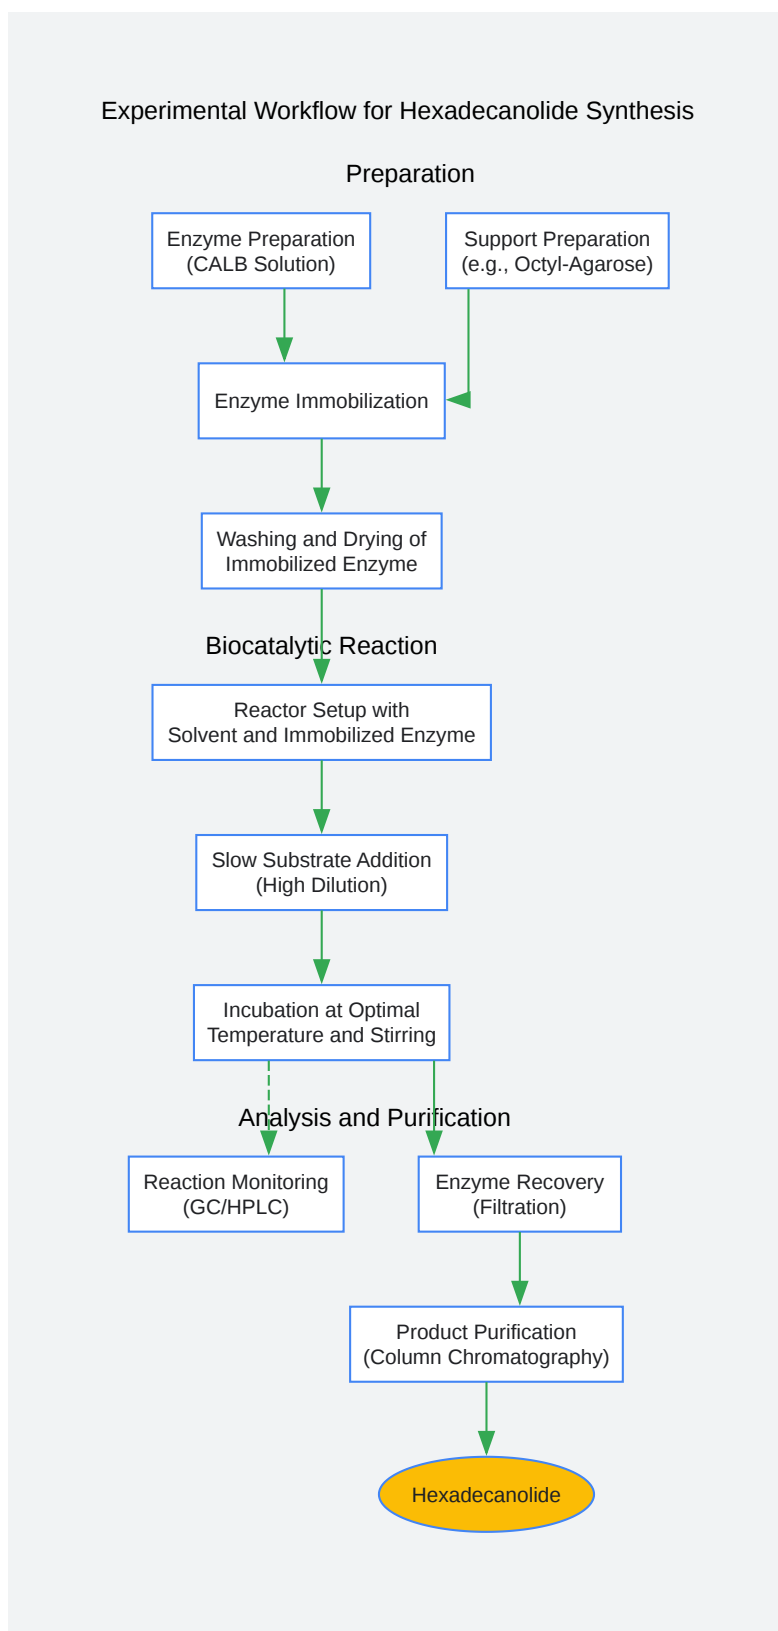 Experimental Workflow for Hexadecanolide Synthesis
Preparation
Enzyme Preparation
(CALB Solution)
Support Preparation
(e.g., Octyl-Agarose)
Enzyme Immobilization
Washing and Drying of
Immobilized Enzyme
Biocatalytic Reaction
Reactor Setup with
Solvent and Immobilized Enzyme
Slow Substrate Addition
(High Dilution)
Incubation at Optimal
Temperature and Stirring
Analysis and Purification
Reaction Monitoring
(GC/HPLC)
Enzyme Recovery
(Filtration)
Product Purification
(Column Chromatography)
Hexadecanolide